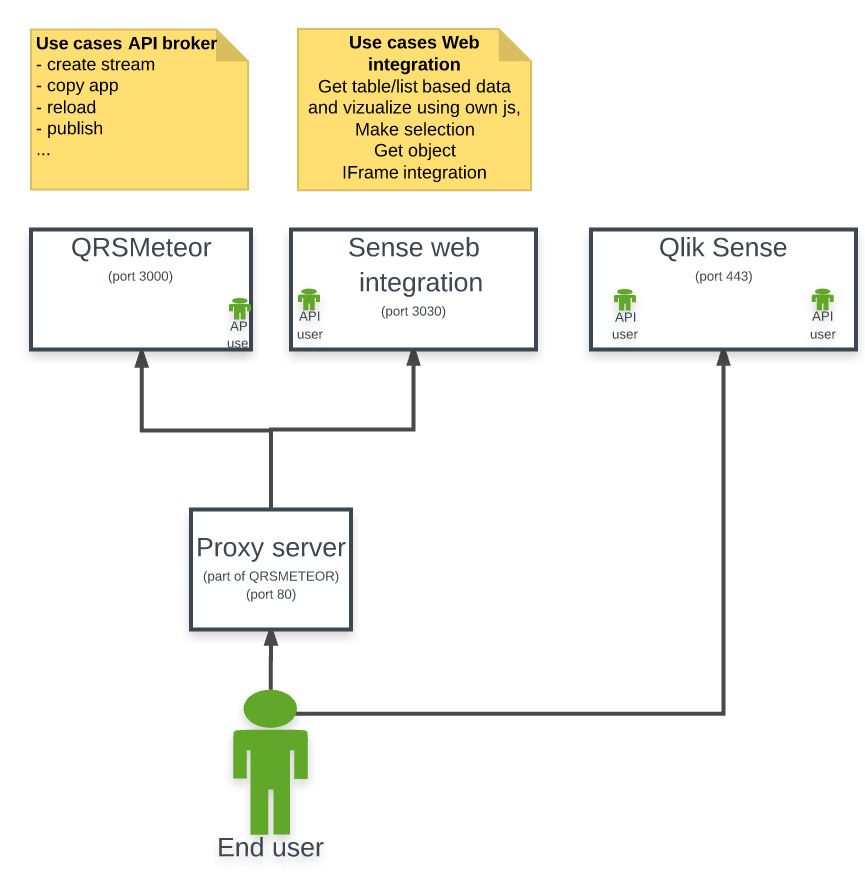 Use cases API broker
- create stream
- copy app
- reload
- publish
...
Use cases Web
integration
Get table/list based data
and vizualize using own js,
Make selection
Get object
IFrame integration
QRSMeteor
(port 3000)
AP
use
Sense web
integration
(port 3030)
API
user
Qlik Sense
(port 443)
API
user
API
user
Proxy server
(part of QRSMETEOR)
(port 80)
End user